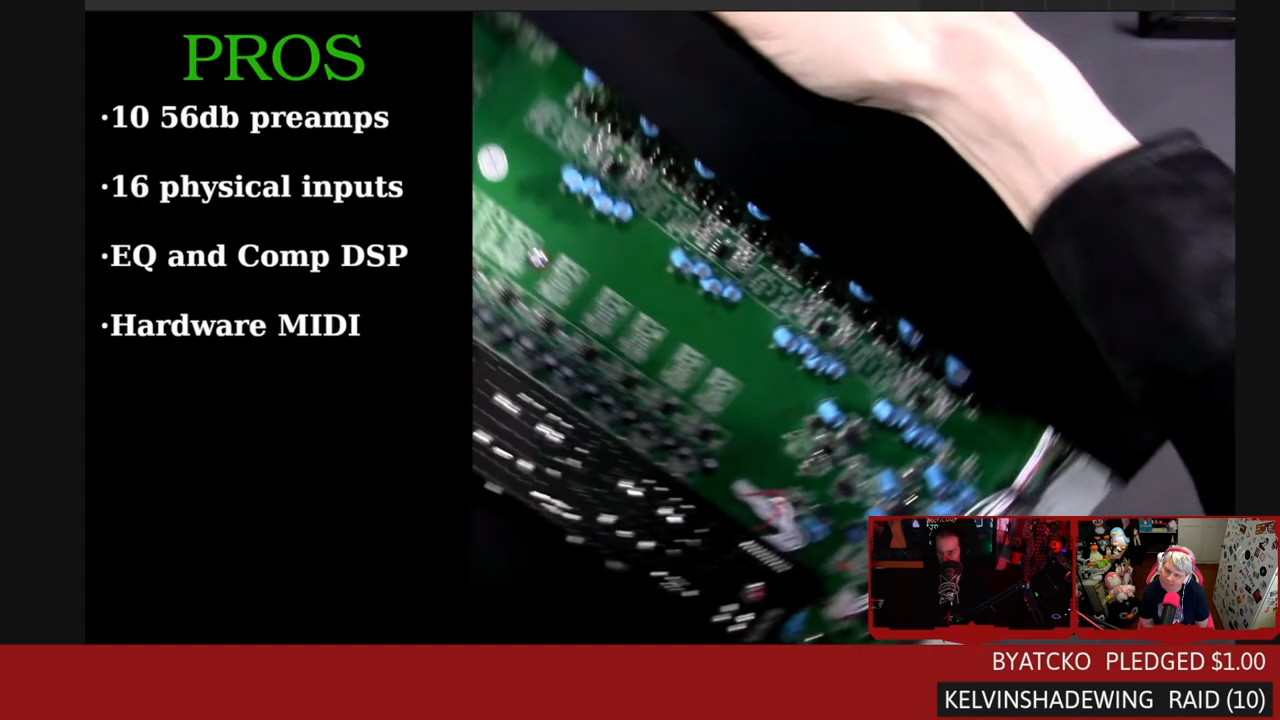 PROS
·10 56db preamps
·16 physical inputs
·EQ and Comp DSP
·Hardware MIDI
BYATCKO PLEDGED $1.00
KELVINSHADEWING RAID (10)